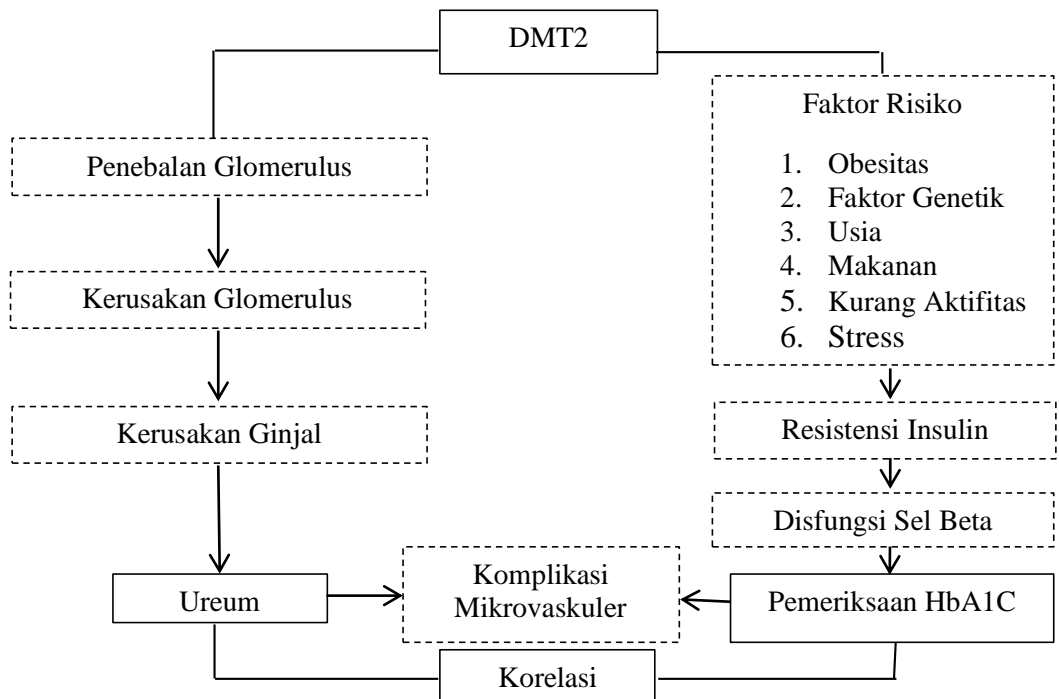 DMT2
Penebalan Glomerulus
Kerusakan Glomerulus
Kerusakan Ginjal
Ureum
Faktor Risiko
1. Obesitas
2. Faktor Genetik
3. Usia
4. Makanan
5. Kurang Aktifitas
6. Stress
Resistensi Insulin
Disfungsi Sel Beta
Pemeriksaan HbA1C
Komplikasi
Mikrovaskuler
Korelasi